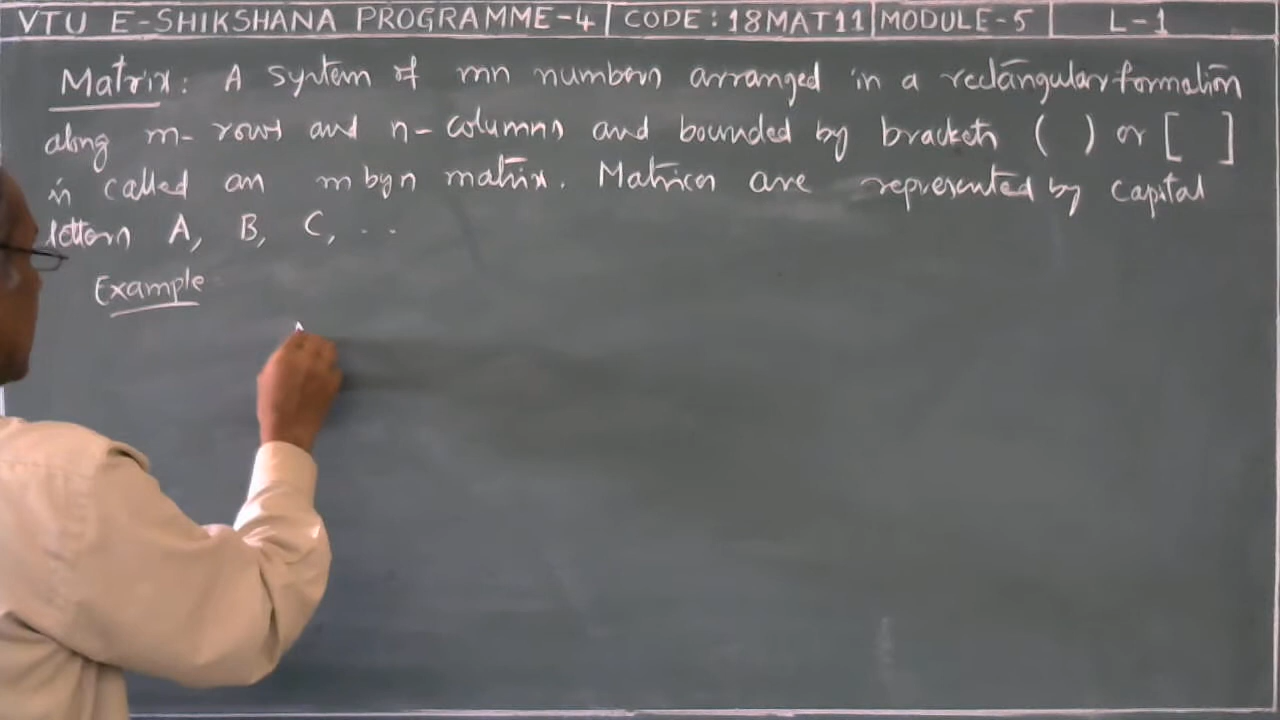 VTU E-SHIKSHANA PROGRAMME-4 | CODE: 18MAT11 | MODULE-5 | L-1
Matrix: A system of mn numbers arranged in a rectangular formation
along m-rows and n-columns and bounded by brackets ( ) or [ ]
is called an m by n matrix. Matrices are represented by capital
letters A, B, C, ...
Example